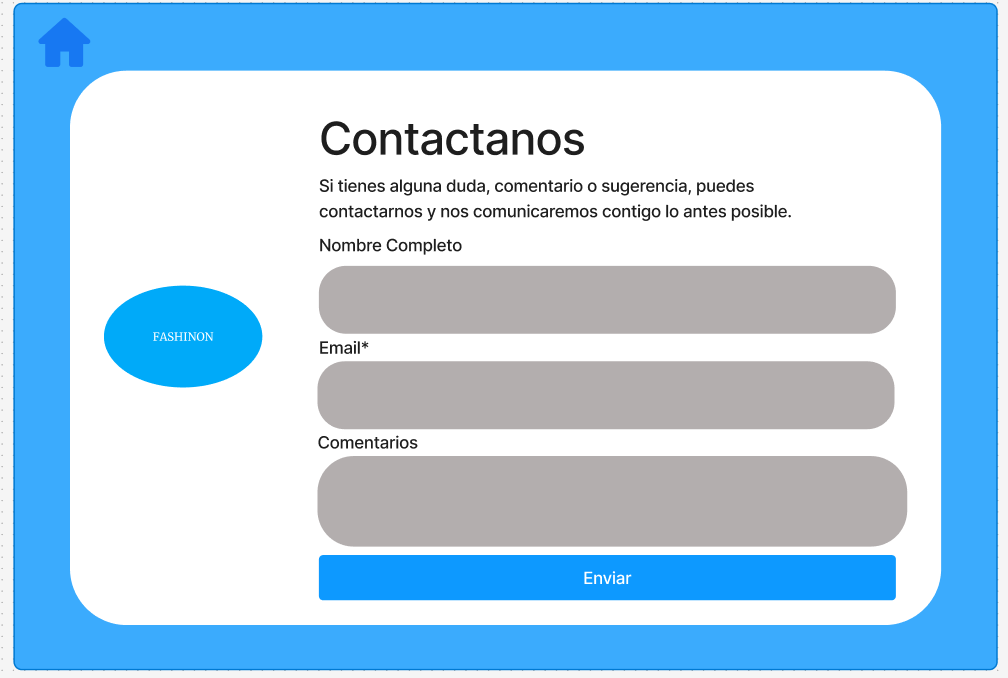 Contactanos
Si tienes alguna duda, comentario o sugerencia, puedes
contactarnos y nos comunicaremos contigo lo antes posible.
Nombre Completo
FASHINON
Email*
Comentarios
Enviar